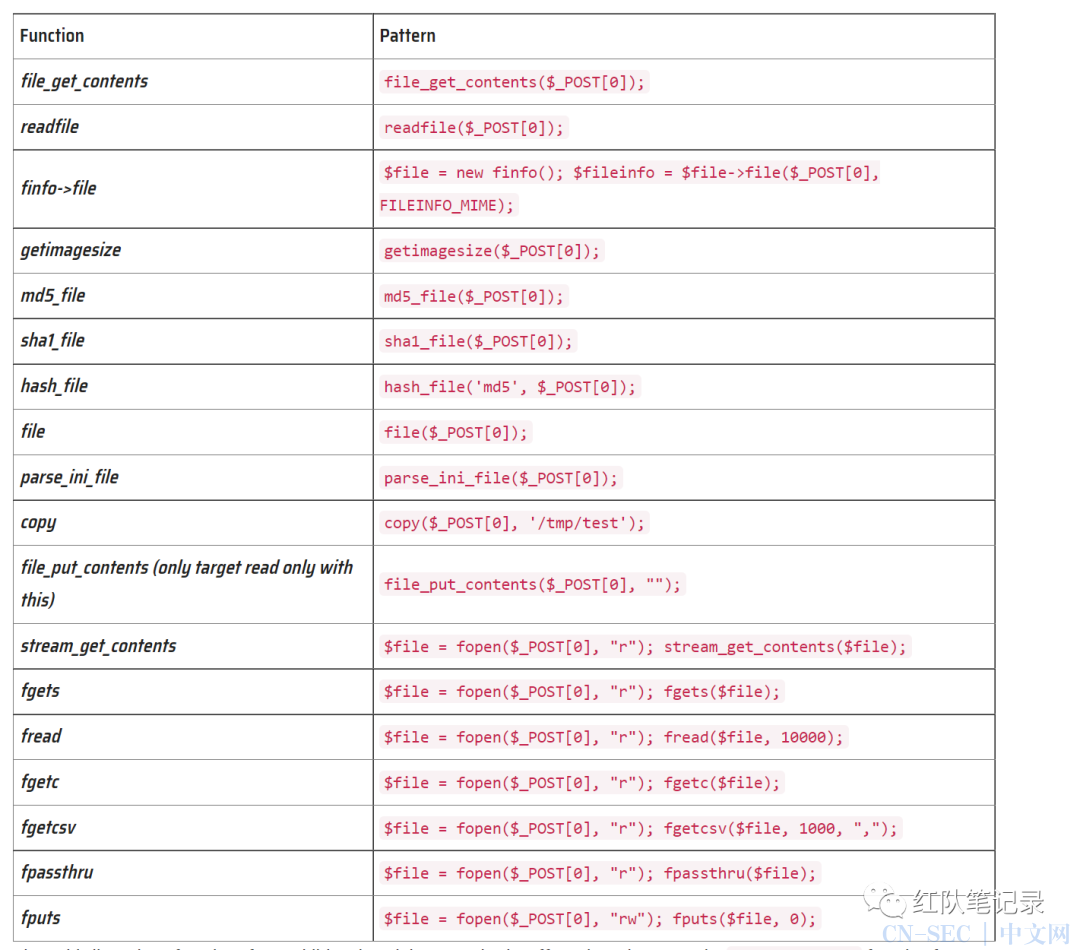 Function
Pattern
file_get_contents
file_get_contents($_POST[0]);
readfile
readfile($_POST[0]);
finfo->file
$file = new finfo(); $fileinfo = $file->file($_POST[0],
FILEINFO_MIME);
getimagesize
getimagesize($_POST[0]);
md5_file
md5_file($_POST[0]);
sha1_file
sha1_file($_POST[0]);
hash_file
hash_file('md5', $_POST[0]);
file
file($_POST[0]);
parse_ini_file
parse_ini_file($_POST[0]);
copy
copy($_POST[0], '/tmp/test');
file_put_contents (only target read only with
this)
file_put_contents($_POST[0], "");
stream_get_contents
$file = fopen($_POST[0], "r"); stream_get_contents($file);
fgets
$file = fopen($_POST[0], "r"); fgets($file);
fread
$file = fopen($_POST[0], "r"); fread($file, 10000);
fgetc
$file = fopen($_POST[0], "r"); fgetc($file);
fgetcsv
$file = fopen($_POST[0], "r"); fgetcsv($file, 1000, ",");
fpassthru
$file = fopen($_POST[0], "r"); fpassthru($file);
fputs
$file = fopen($_POST[0], "rw"); fputs($file, 0);
红队笔记录
CN-SEC 中文网